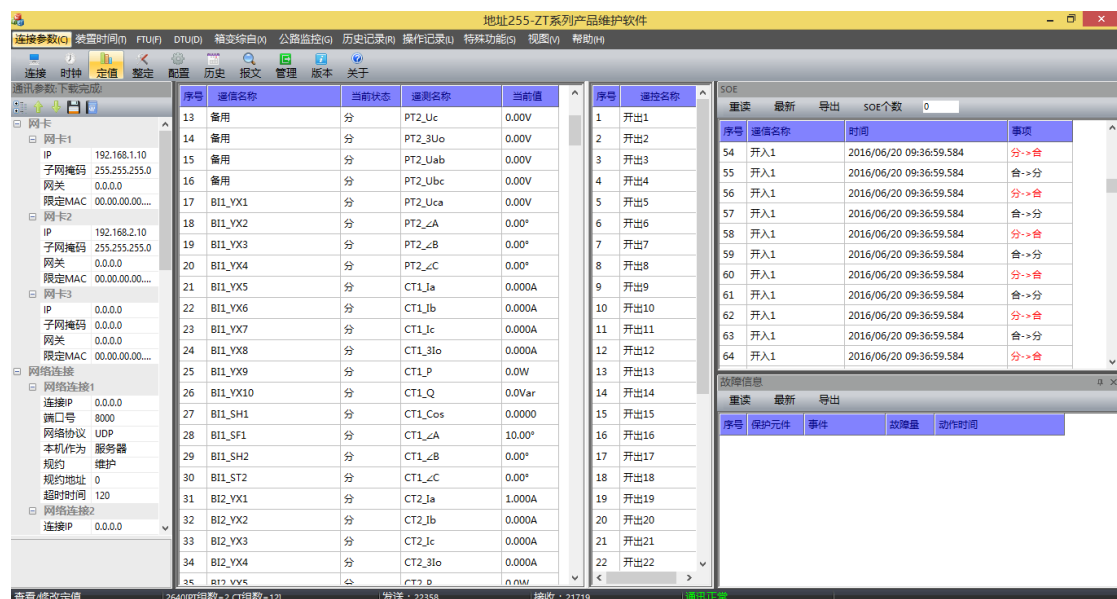 地址255-ZT系列产品维护软件
连接参数(C) 装置时间(T) FTU(F) DTU(D) 箱变综自(X) 公路监控(G) 历史记录(R) 操作记录(L) 特殊功能(S) 视图(V) 帮助(H)
连接 时钟 定值 整定 配置 历史 报文 管理 版本 关于
通讯参数:下载完成!
网卡
网卡1
IP 192.168.1.10
子网掩码 255.255.255.0
网关 0.0.0.0
限定MAC 00.00.00.00....
网卡2
IP 192.168.2.10
子网掩码 255.255.255.0
网关 0.0.0.0
限定MAC 00.00.00.00....
网卡3
IP 0.0.0.0
子网掩码 0.0.0.0
网关 0.0.0.0
限定MAC 00.00.00.00....
网络连接
网络连接1
连接IP 0.0.0.0
端口号 8000
网络协议 UDP
本机作为 服务器
规约 维护
规约地址 0
超时时间 120
网络连接2
连接IP 0.0.0.0
序号 遥信名称 当前状态 遥测名称 当前值
13 备用 分 PT2_Uc 0.00V
14 备用 分 PT2_3Uo 0.00V
15 备用 分 PT2_Uab 0.00V
16 备用 分 PT2_Ubc 0.00V
17 BI1_YX1 分 PT2_Uca 0.00V
18 BI1_YX2 分 PT2_∠A 0.00°
19 BI1_YX3 分 PT2_∠B 0.00°
20 BI1_YX4 分 PT2_∠C 0.00°
21 BI1_YX5 分 CT1_Ia 0.000A
22 BI1_YX6 分 CT1_Ib 0.000A
23 BI1_YX7 分 CT1_Ic 0.000A
24 BI1_YX8 分 CT1_3Io 0.000A
25 BI1_YX9 分 CT1_P 0.0W
26 BI1_YX10 分 CT1_Q 0.0Var
27 BI1_SH1 分 CT1_Cos 0.0000
28 BI1_SF1 分 CT1_∠A 10.00°
29 BI1_SH2 分 CT1_∠B 0.00°
30 BI1_ST2 分 CT1_∠C 0.00°
31 BI2_YX1 分 CT2_Ia 1.000A
32 BI2_YX2 分 CT2_Ib 0.000A
33 BI2_YX3 分 CT2_Ic 0.000A
34 BI2_YX4 分 CT2_3Io 0.000A
35 BI2_YX5 分 CT2_P 0.0W
序号 遥控名称
1 开出1
2 开出2
3 开出3
4 开出4
5 开出5
6 开出6
7 开出7
8 开出8
9 开出9
10 开出10
11 开出11
12 开出12
13 开出13
14 开出14
15 开出15
16 开出16
17 开出17
18 开出18
19 开出19
20 开出20
21 开出21
22 开出22
SOE
重读 最新 导出 SOE个数 0
序号 遥信名称 时间 事项
54 开入1 2016/06/20 09:36:59.584 分->合
55 开入1 2016/06/20 09:36:59.584 合->分
56 开入1 2016/06/20 09:36:59.584 分->合
57 开入1 2016/06/20 09:36:59.584 合->分
58 开入1 2016/06/20 09:36:59.584 分->合
59 开入1 2016/06/20 09:36:59.584 合->分
60 开入1 2016/06/20 09:36:59.584 分->合
61 开入1 2016/06/20 09:36:59.584 合->分
62 开入1 2016/06/20 09:36:59.584 分->合
63 开入1 2016/06/20 09:36:59.584 合->分
64 开入1 2016/06/20 09:36:59.584 分->合
故障信息
重读 最新 导出
序号 保护元件 事件 故障量 动作时间
查看/修改定值 2640[PT组数=2,CT组数=12] 发送：22358 接收：21719 通讯正常